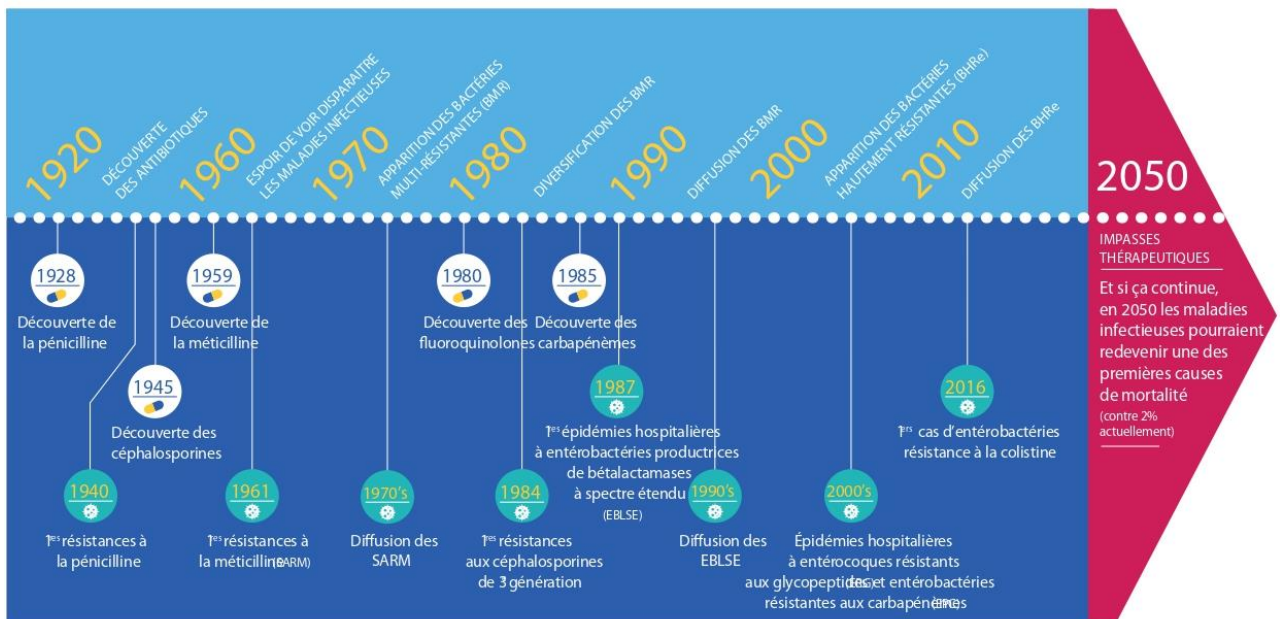 1920
DÉCOUVERTE
DES ANTIBIOTIQUES
1960
ESPOIR DE VOIR DISPARAITRE
LES MALADIES INFECTIEUSES
1970
APPARITION DES BACTÉRIES
MULTI-RÉSISTANTES (BMR)
1980
DIVERSIFICATION DES BMR
1990
DIFFUSION DES BMR
2000
APPARITION DES BACTÉRIES
HAUTEMENT RÉSISTANTES (BHRe)
2010
DIFFUSION DES BHRe
2050
IMPASSES
THÉRAPEUTIQUES
Et si ça continue,
en 2050 les maladies
infectieuses pourraient
redevenir une des
premières causes
de mortalité
(contre 2%
actuellement)
1928
Découverte de
la pénicilline
1959
Découverte de
la méticilline
1980
Découverte des
fluoroquinolones
1985
Découverte des
carbapénèmes
1945
Découverte des
céphalosporines
1987
1res épidémies hospitalières
à entérobactéries productrices
de bétalactamases
à spectre étendu
(EBLSE)
2016
1ers cas d'entérobactéries
résistance à la colistine
1940
1res résistances à
la pénicilline
1961
1res résistances à
la méticilline (SARM)
1970's
Diffusion des
SARM
1984
1res résistances
aux céphalosporines
de 3 génération
1990's
Diffusion des
EBLSE
2000's
Épidémies hospitalières
à entérocoques résistants
aux glycopeptides et entérobactéries
résistantes aux carbapénèmes